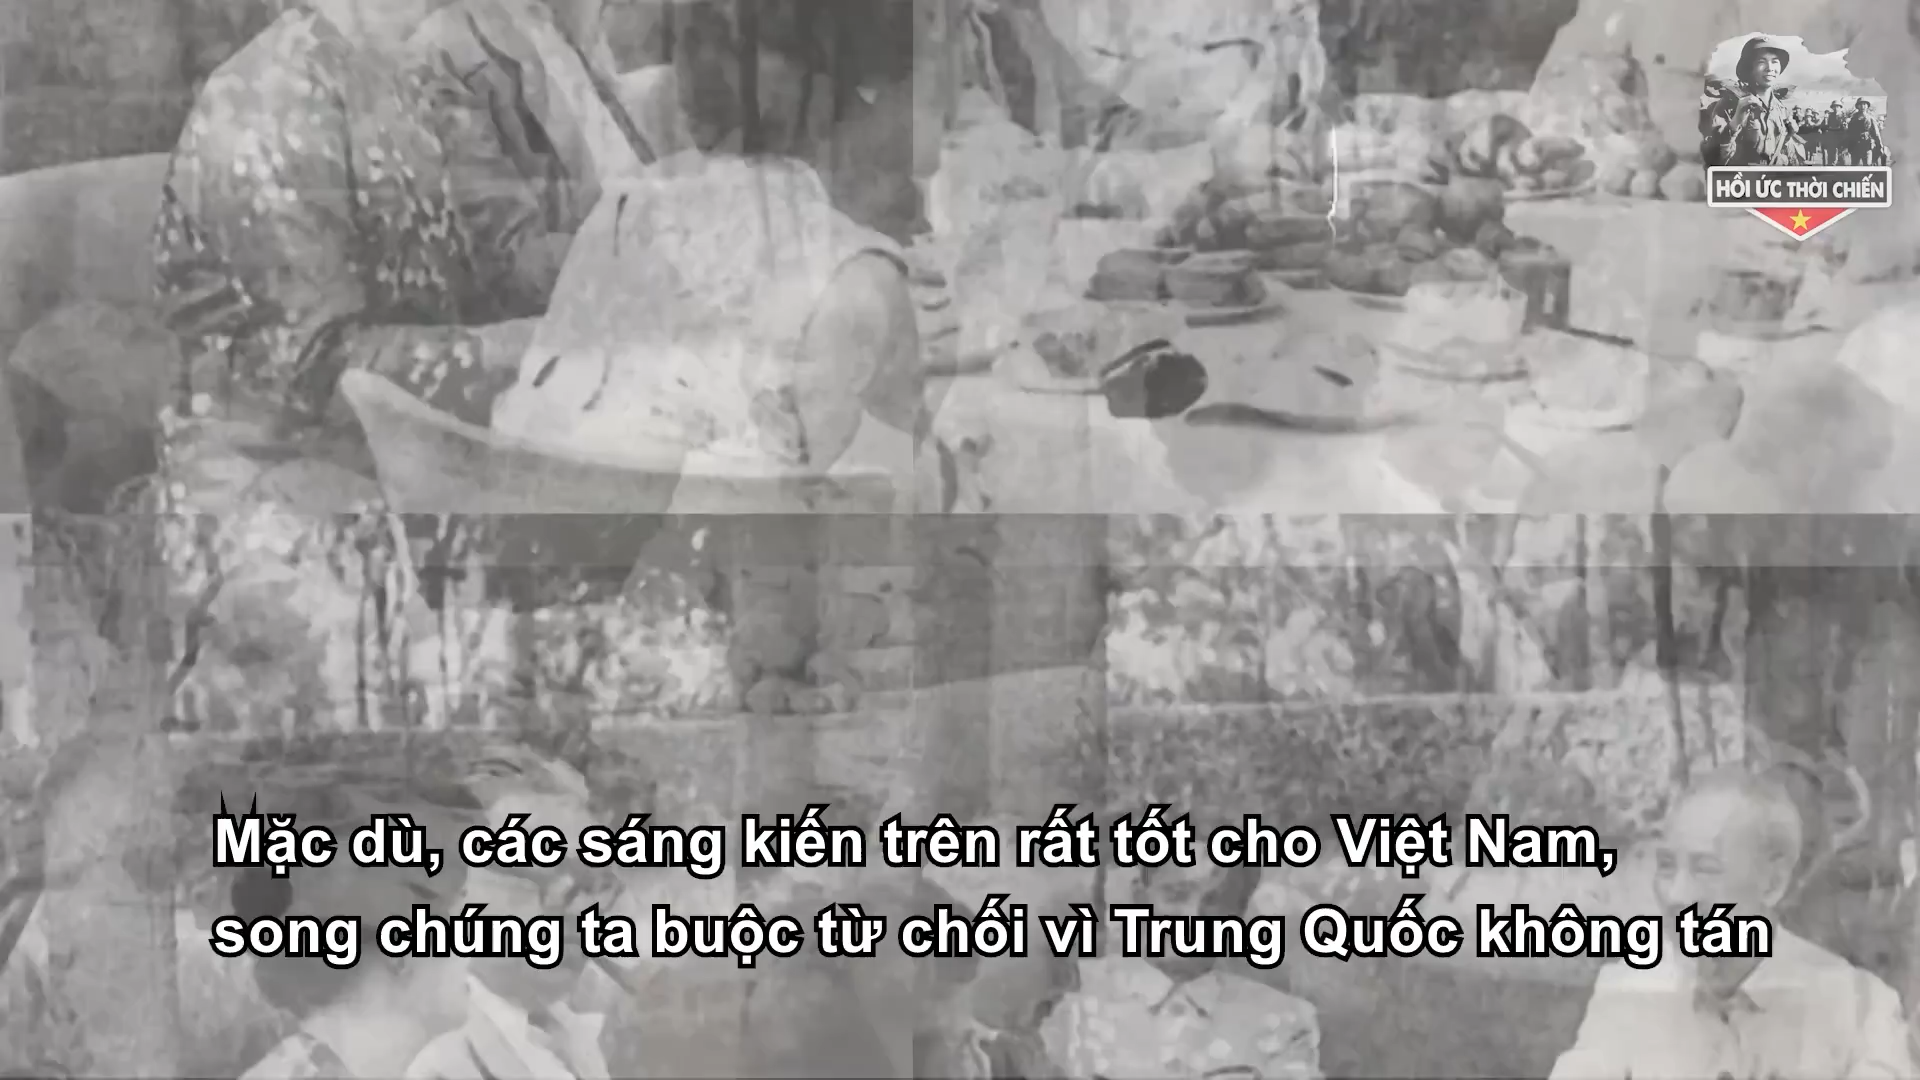 HỒI ỨC THỜI CHIẾN
Mặc dù, các sáng kiến trên rất tốt cho Việt Nam,
song chúng ta buộc từ chối vì Trung Quốc không tán